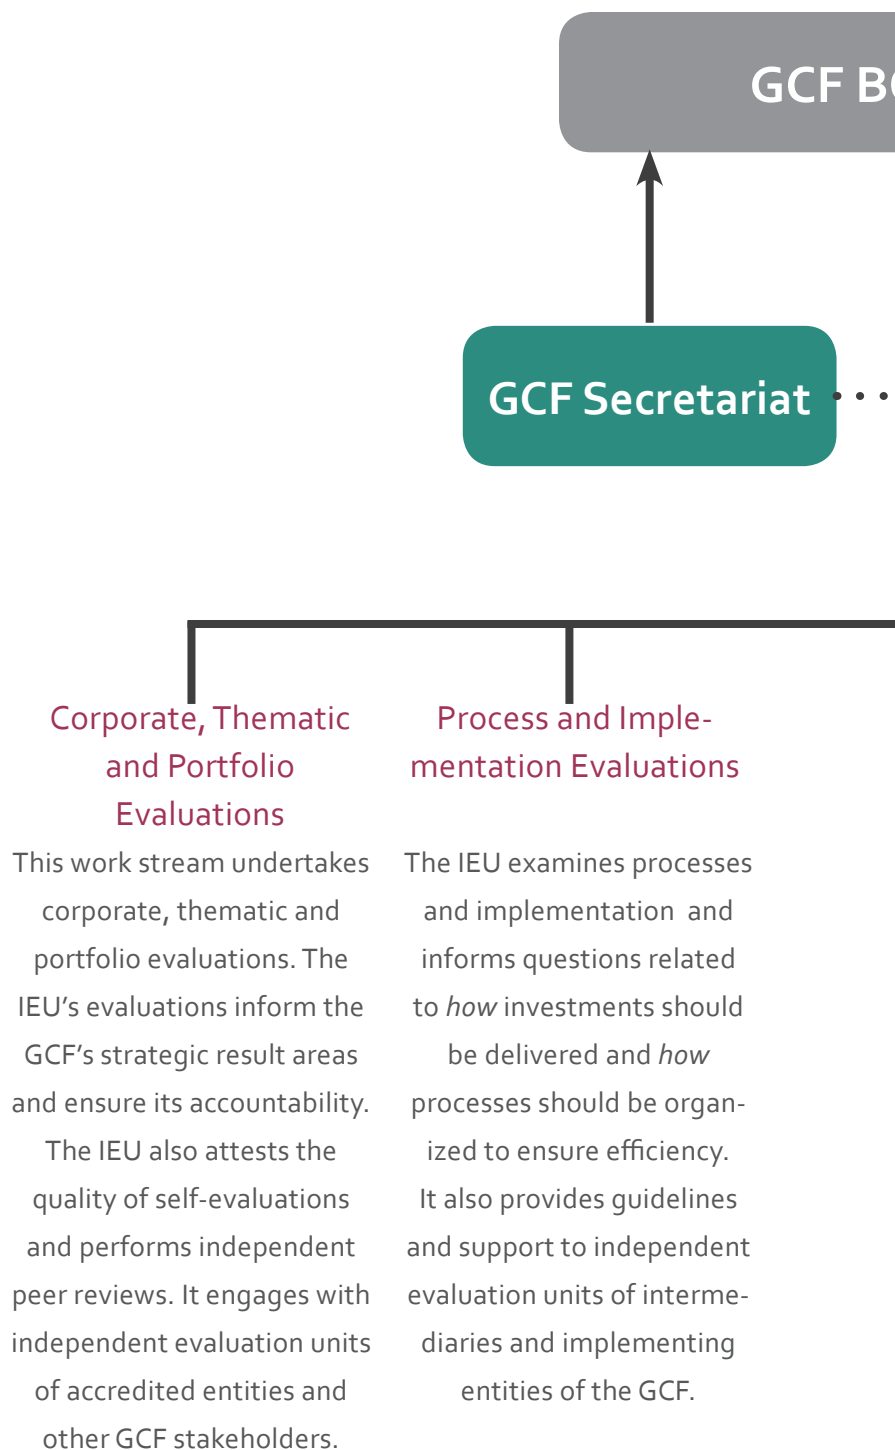 GCF
GCF Secretariat
Corporate, Thematic
and Portfolio
Evaluations
This work stream undertakes
corporate, thematic and
portfolio evaluations. The
IEU's evaluations inform the
GCF's strategic result areas
and ensure its accountability.
The IEU also attests the
quality of self-evaluations
and performs independent
peer reviews. It engages with
independent evaluation units
of accredited entities and
other GCF stakeholders.
Process and Imple-
mentation Evaluations
The IEU examines processes
and implementation  and
informs questions related
to how investments should
be delivered and how
processes should be organ-
ized to ensure efficiency.
It also provides guidelines
and support to independent
evaluation units of interme-
diaries and implementing
entities of the GCF.